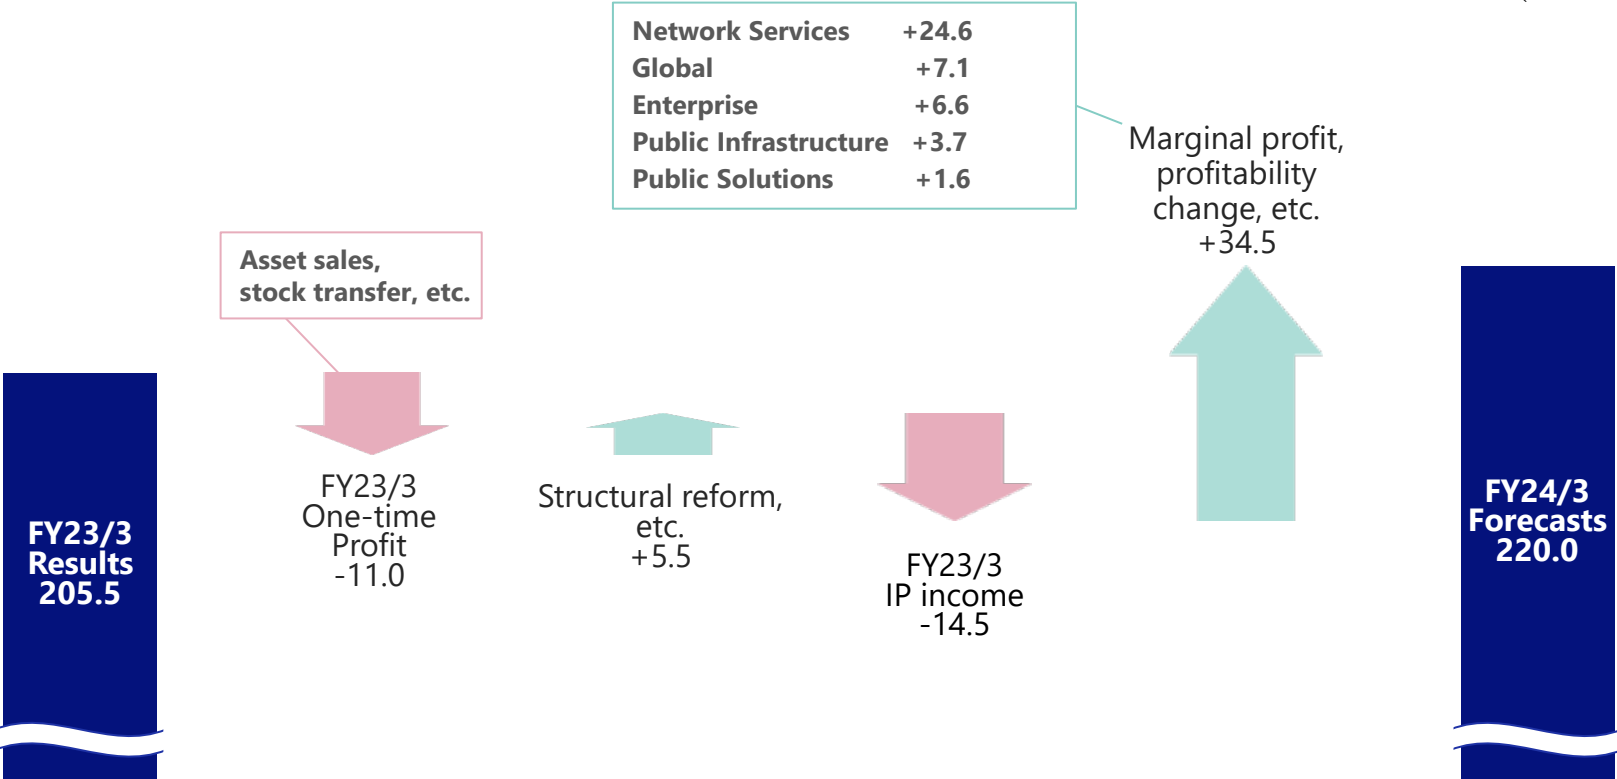 Network Services +24.6
Global +7.1
Enterprise +6.6
Public Infrastructure +3.7
Public Solutions +1.6
Marginal profit,
profitability
change, etc.
+34.5
Asset sales,
stock transfer, etc.
FY23/3
Results
205.5
FY23/3
One-time
Profit
-11.0
Structural reform,
etc.
+5.5
FY23/3
IP income
-14.5
FY24/3
Forecasts
220.0